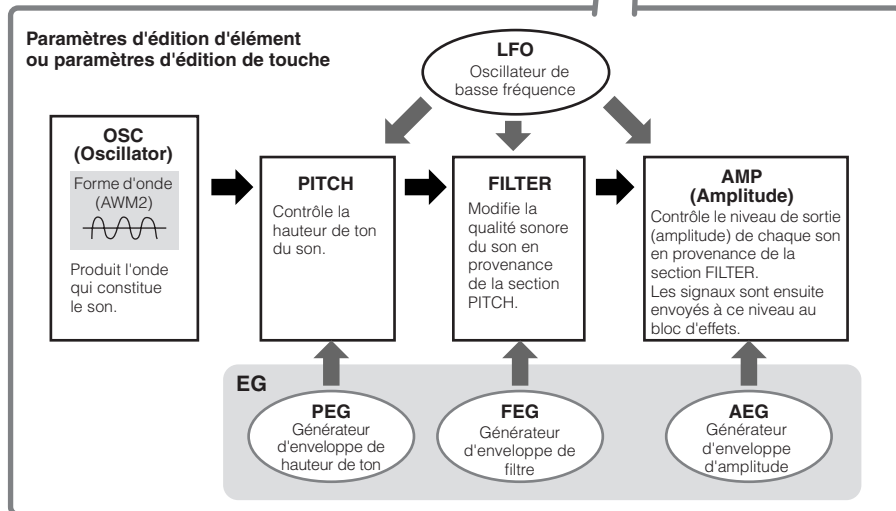 Paramètres d'édition d'élément
ou paramètres d'édition de touche
LFO
Oscillateur de
basse fréquence
OSC
(Oscillator)
Forme d'onde
(AWM2)
Produit l'onde
qui constitue
le son.
PITCH
Contrôle la
hauteur de ton
du son.
FILTER
Modifie la
qualité sonore
du son en
provenance
de la section
PITCH.
AMP
(Amplitude)
Contrôle le niveau de sortie
(amplitude) de chaque son
en provenance de la
section FILTER.
Les signaux sont ensuite
envoyés à ce niveau au
bloc d'effets.
EG
PEG
Générateur
d'enveloppe de
hauteur de ton
FEG
Générateur
d'enveloppe de
filtre
AEG
Générateur
d'enveloppe
d'amplitude